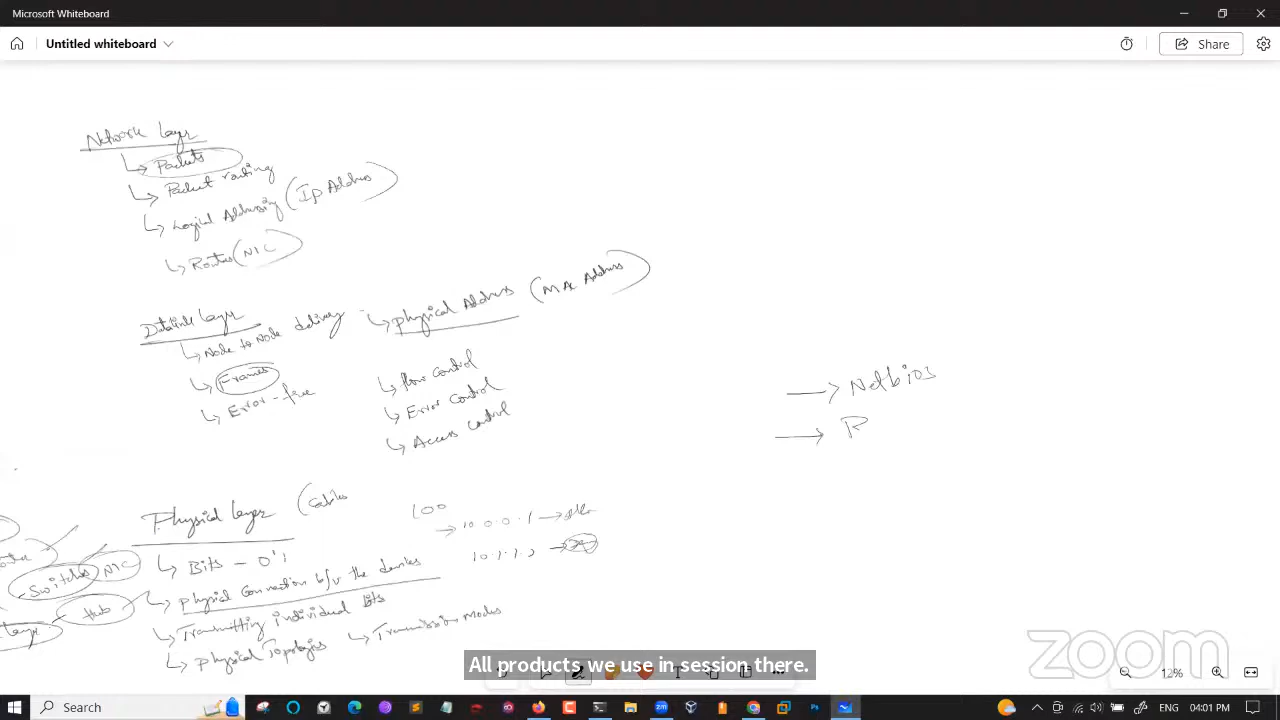 Microsoft Whiteboard
Untitled whiteboard
Share
Network layer
Packets
Packet routing
Logical Addressing (Ip Address)
Router (NIC)
Datalink layer
Node to Node delivery
Frames
Error-free
physical Address (MAC Address)
flow control
Error Control
Access control
Netbios
P
Physical layer (Cables
Bits - 0'1
physical Connection b/w the devices
Transmitting individual bits
physical Topologies
Transmission modes
100
10.0.0.1
Switches
NIC
Hub
layer
All products we use in session there.
zoom
12%
Search
ENG
04:01 PM